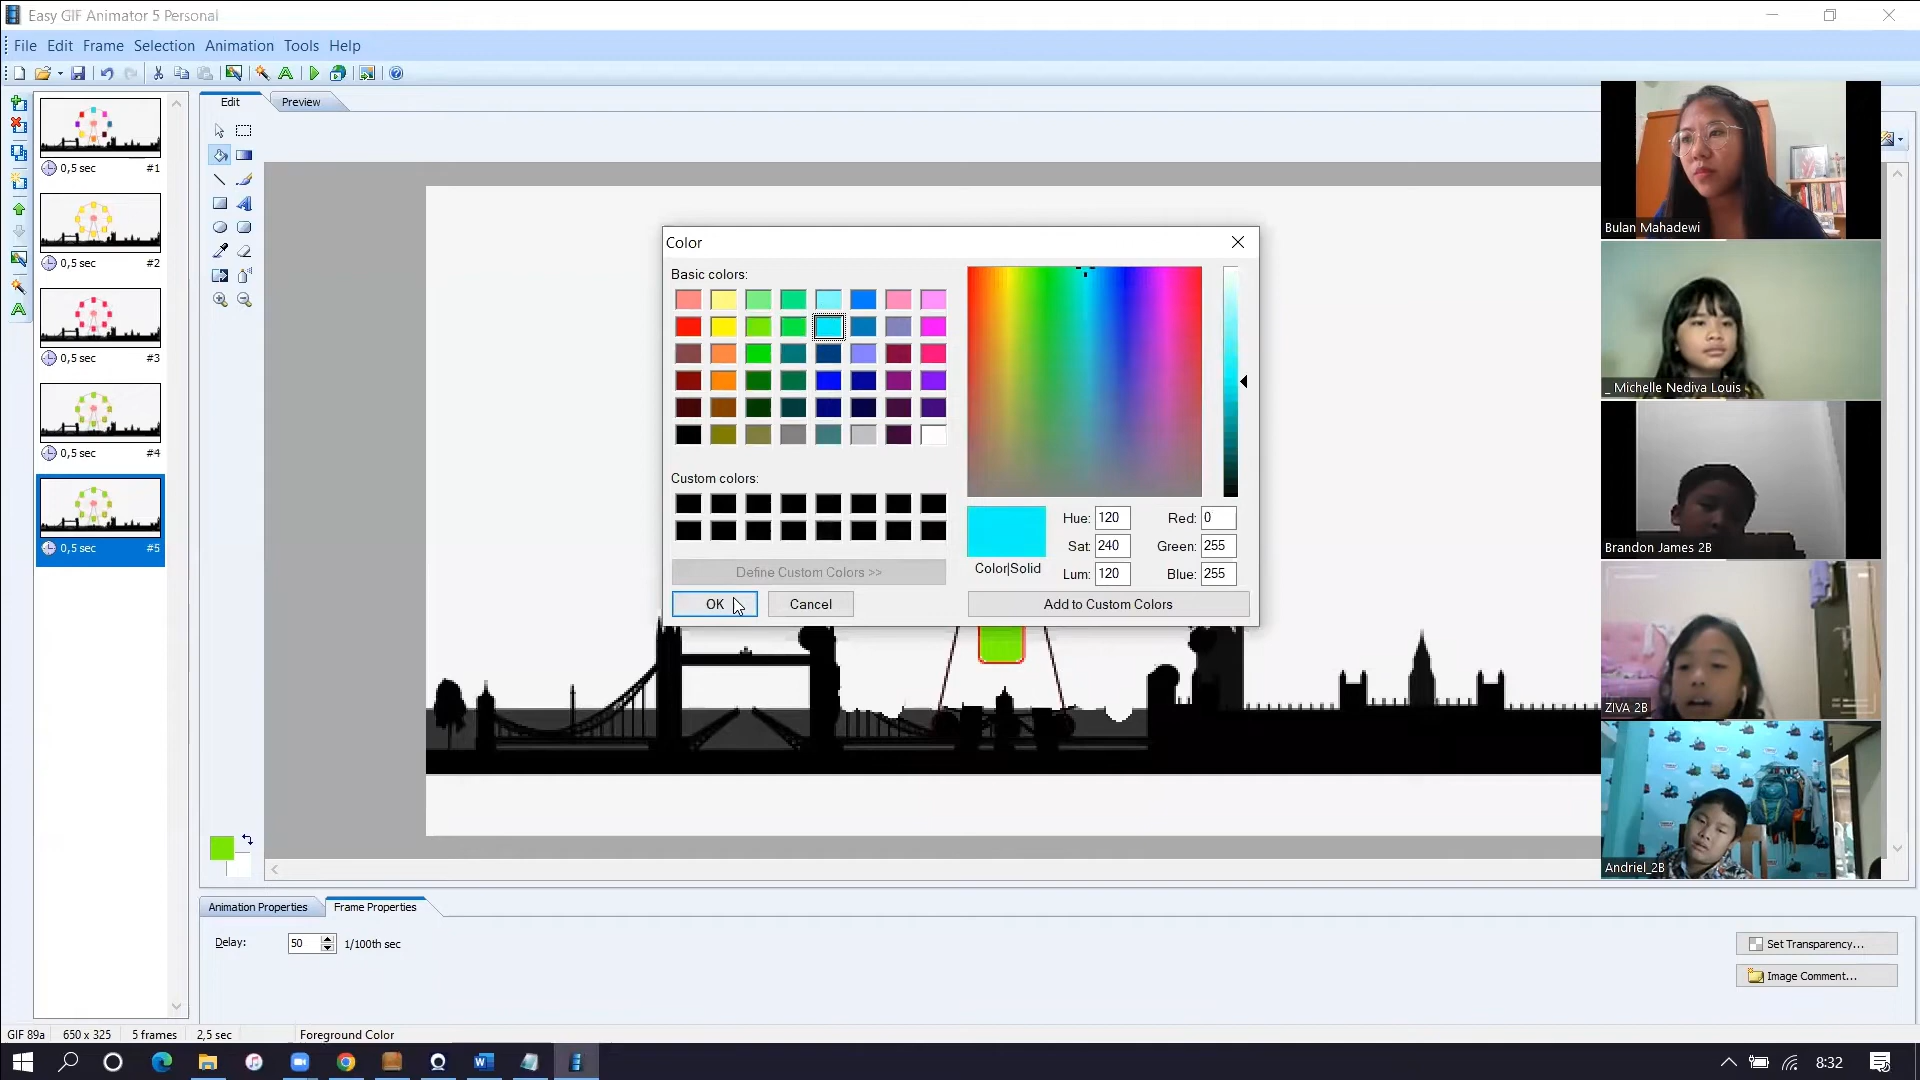 Easy GIF Animator 5 Personal
File Edit Frame Selection Animation Tools Help
Edit Preview
0,5 sec #1
0,5 sec #2
0,5 sec #3
0,5 sec #4
0,5 sec #5
Color
Basic colors:
Custom colors:
Define Custom Colors >>
OK Cancel
Hue: 120 Red: 0
Sat: 240 Green: 255
Color|Solid
Lum: 120 Blue: 255
Add to Custom Colors
Bulan Mahadewi
_ Michelle Nediya Louis
Brandon James 2B
ZIVA 2B
Andriel_2B
Animation Properties Frame Properties
Delay: 50 1/100th sec
Set Transparency...
Image Comment...
GIF 89a 650 x 325 5 frames 2,5 sec Foreground Color
8:32